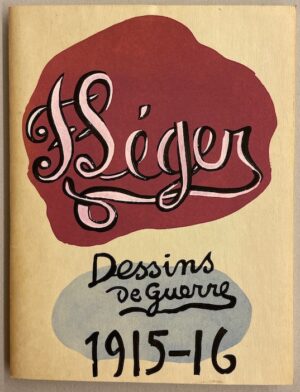 F Léger
Dessins
de Guerre
1915-16